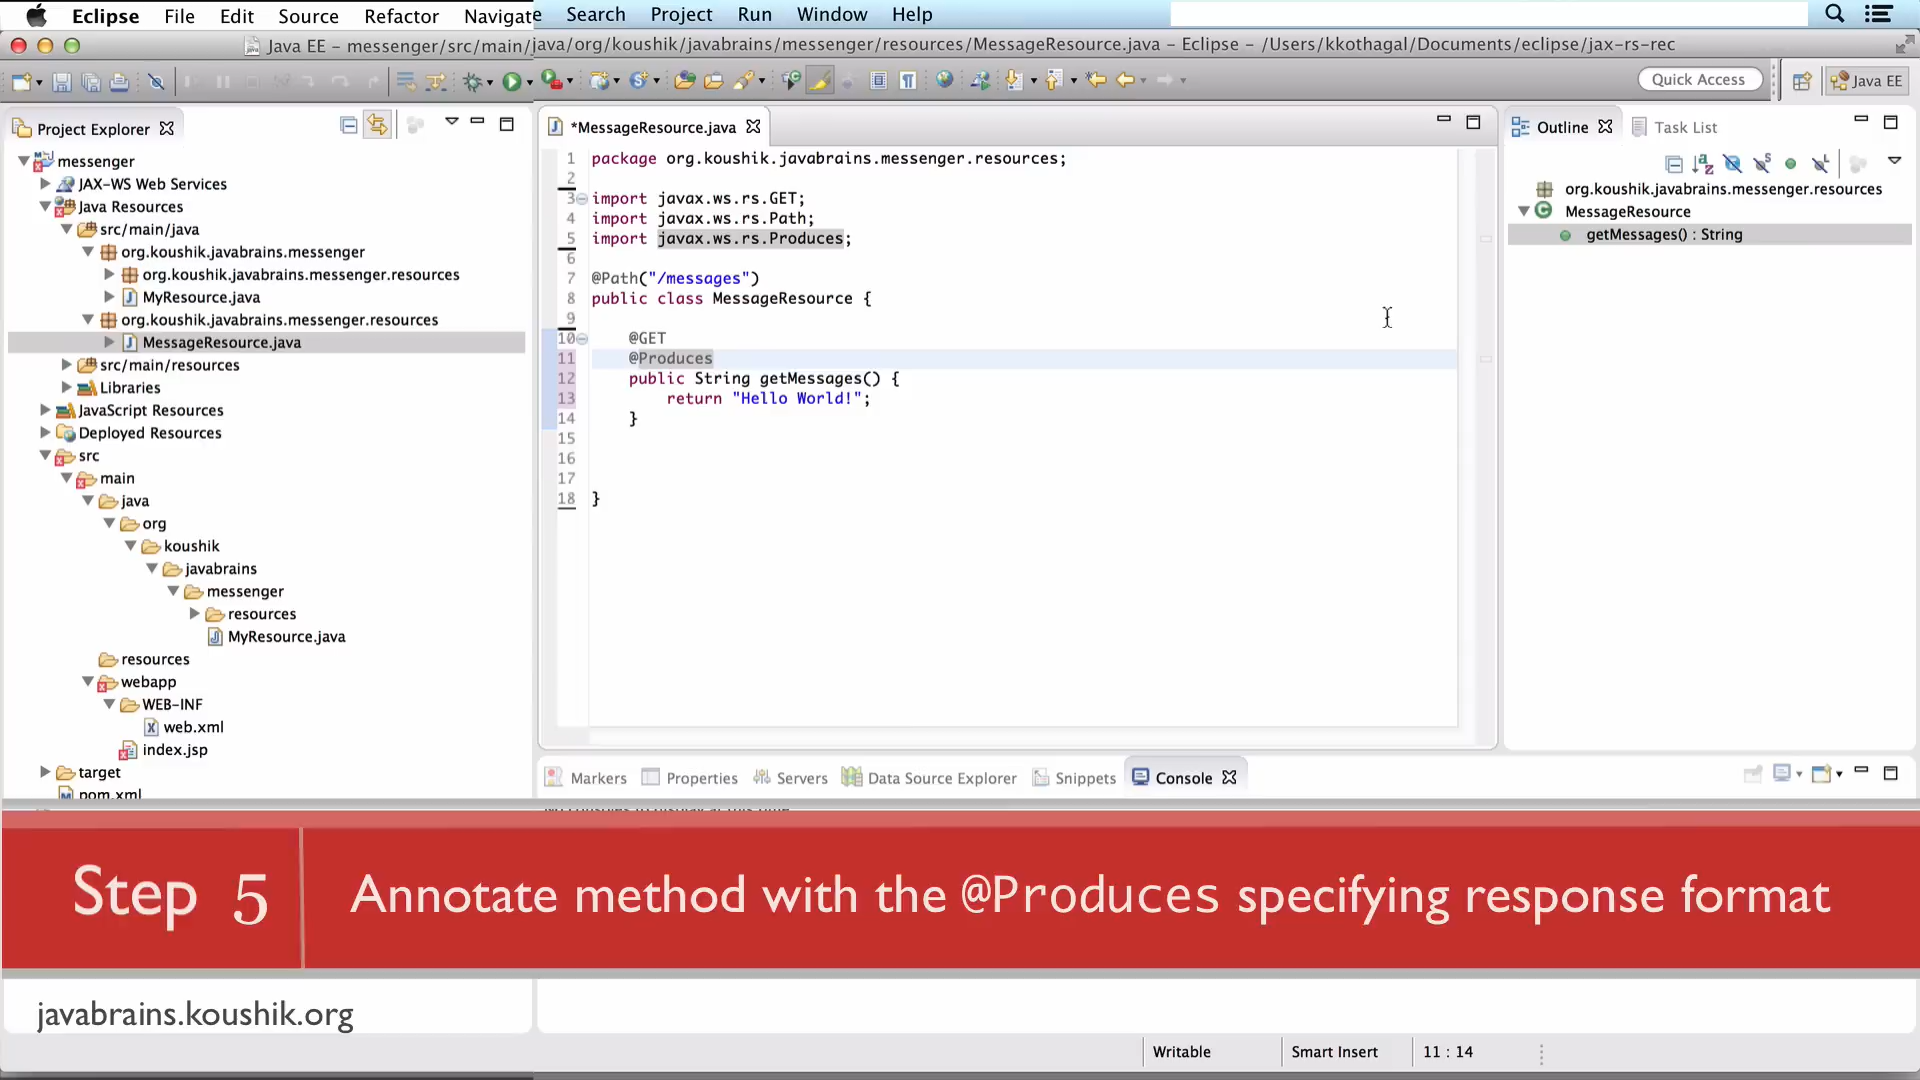 Eclipse File Edit Source Refactor Navigate Search Project Run Window Help
Java EE – messenger/src/main/java/org/koushik/javabrains/messenger/resources/MessageResource.java – Eclipse – /Users/kkothagal/Documents/eclipse/jax-rs-rec
Quick Access
Java EE
Project Explorer
messenger
JAX-WS Web Services
Java Resources
src/main/java
org.koushik.javabrains.messenger
org.koushik.javabrains.messenger.resources
MyResource.java
org.koushik.javabrains.messenger.resources
MessageResource.java
src/main/resources
Libraries
JavaScript Resources
Deployed Resources
src
main
java
org
koushik
javabrains
messenger
resources
MyResource.java
resources
webapp
WEB-INF
web.xml
index.jsp
target
pom.xml
*MessageResource.java
1 package org.koushik.javabrains.messenger.resources;
2
3 import javax.ws.rs.GET;
4 import javax.ws.rs.Path;
5 import javax.ws.rs.Produces;
6
7 @Path("/messages")
8 public class MessageResource {
9
10 @GET
11 @Produces
12 public String getMessages() {
13 return "Hello World!";
14 }
15
16
17
18 }
Outline Task List
org.koushik.javabrains.messenger.resources
MessageResource
getMessages() : String
Markers Properties Servers Data Source Explorer Snippets Console
Step 5 Annotate method with the @Produces specifying response format
javabrains.koushik.org
Writable Smart Insert 11 : 14